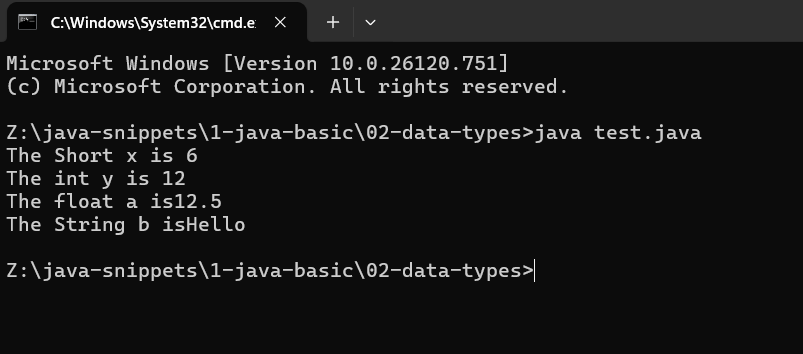 C:\Windows\System32\cmd.e
Microsoft Windows [Version 10.0.26120.751]
(c) Microsoft Corporation. All rights reserved.
Z:\java-snippets\1-java-basic\02-data-types>java test.java
The Short x is 6
The int y is 12
The float a is12.5
The String b isHello
Z:\java-snippets\1-java-basic\02-data-types>